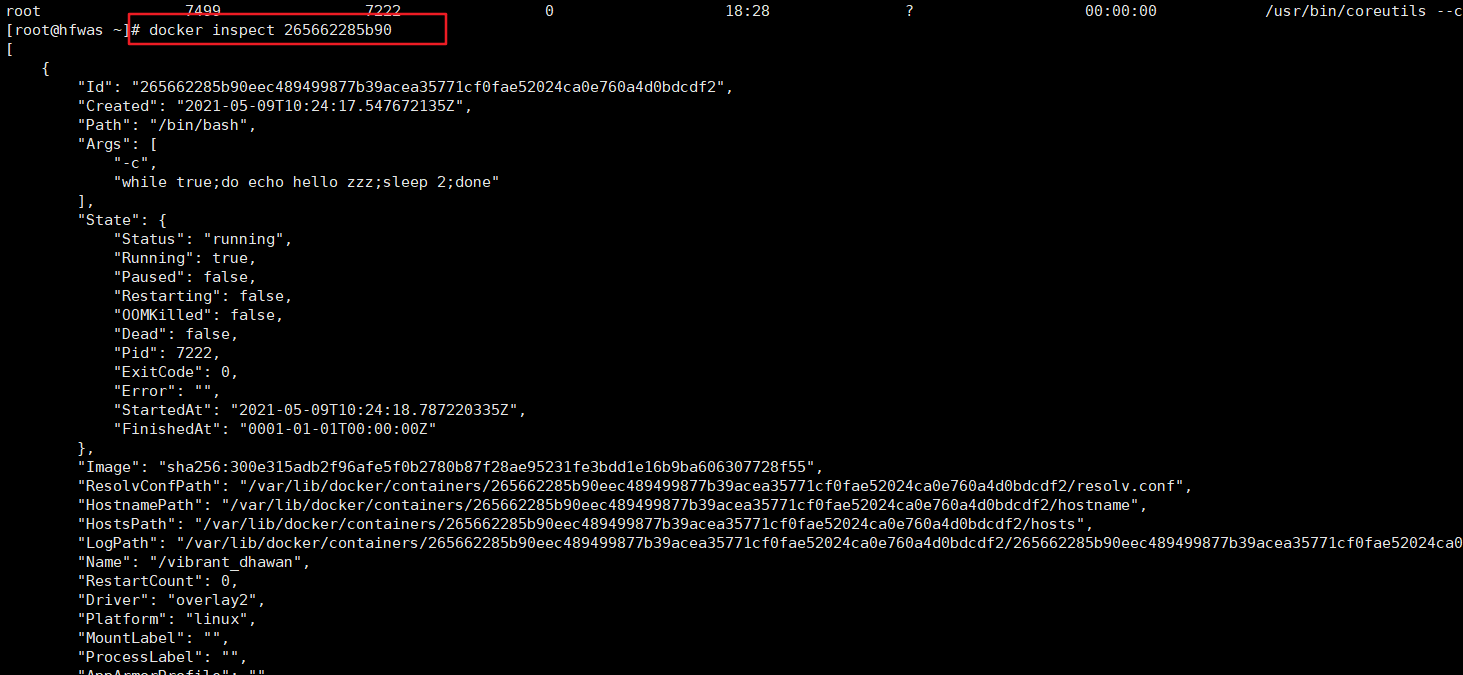 root 7499 7222 0 18:28 ? 00:00:00 /usr/bin/coreutils --c
[root@hfwas ~]# docker inspect 265662285b90
[
{
"Id": "265662285b90eec489499877b39acea35771cf0fae52024ca0e760a4d0bdcdf2",
"Created": "2021-05-09T10:24:17.547672135Z",
"Path": "/bin/bash",
"Args": [
"-c",
"while true;do echo hello zzz;sleep 2;done"
],
"State": {
"Status": "running",
"Running": true,
"Paused": false,
"Restarting": false,
"OOMKilled": false,
"Dead": false,
"Pid": 7222,
"ExitCode": 0,
"Error": "",
"StartedAt": "2021-05-09T10:24:18.787220335Z",
"FinishedAt": "0001-01-01T00:00:00Z"
},
"Image": "sha256:300e315adb2f96afe5f0b2780b87f28ae95231fe3bdd1e16b9ba606307728f55",
"ResolvConfPath": "/var/lib/docker/containers/265662285b90eec489499877b39acea35771cf0fae52024ca0e760a4d0bdcdf2/resolv.conf",
"HostnamePath": "/var/lib/docker/containers/265662285b90eec489499877b39acea35771cf0fae52024ca0e760a4d0bdcdf2/hostname",
"HostsPath": "/var/lib/docker/containers/265662285b90eec489499877b39acea35771cf0fae52024ca0e760a4d0bdcdf2/hosts",
"LogPath": "/var/lib/docker/containers/265662285b90eec489499877b39acea35771cf0fae52024ca0e760a4d0bdcdf2/265662285b90eec489499877b39acea35771cf0fae52024ca0
"Name": "/vibrant_dhawan",
"RestartCount": 0,
"Driver": "overlay2",
"Platform": "linux",
"MountLabel": "",
"ProcessLabel": "",
"AppArmorProfile": ""